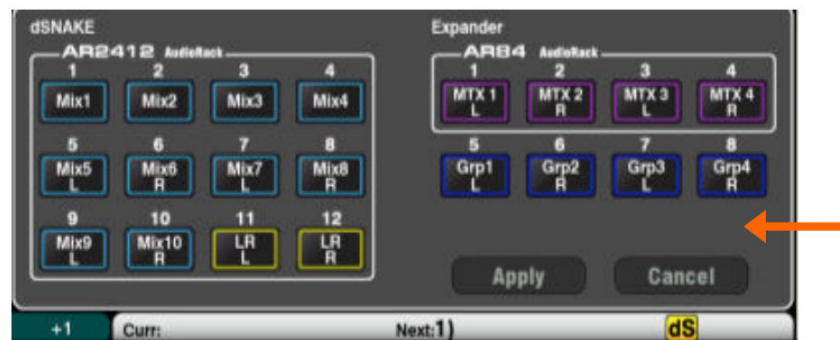 dSNAKE Expander
AR2412 AudioRack AR84 AudioRack
1 2 3 4 1 2 3 4
Mix1 Mix2 Mix3 Mix4 MTX 1 L MTX 2 R MTX 3 L MTX 4 R
5 6 7 8 5 6 7 8
Mix5 L Mix6 R Mix7 L Mix8 R Grp1 L Grp2 R Grp3 L Grp4 R
9 10 11 12
Mix9 L Mix10 R LR L LR R
Apply Cancel
+1 Curr: Next:1) dS